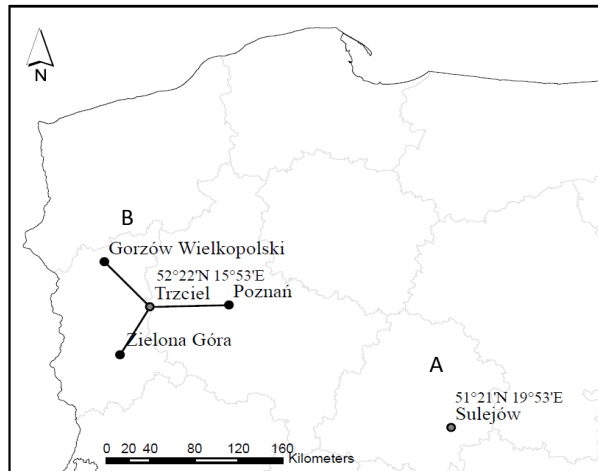 N
B
Gorzów Wielkopolski
52°22'N 15°53'E
Trzciel
Poznań
Zielona Góra
A
51°21'N 19°53'E
Sulejów
0 20 40 80 120 160
Kilometers